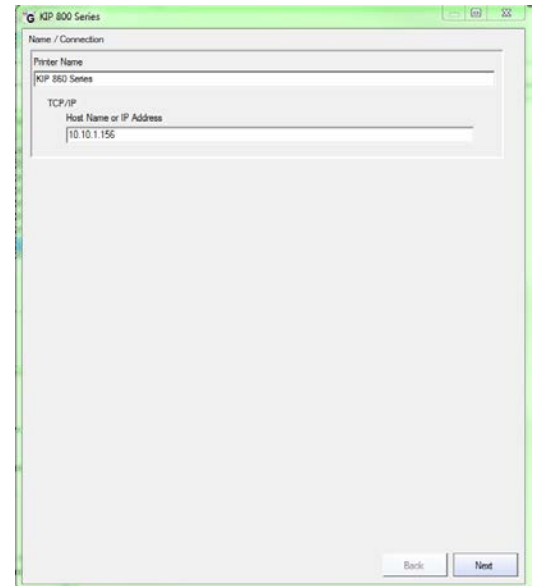 G KIP 800 Series
Name / Connection
Printer Name
KIP 860 Series
TCP/IP
Host Name or IP Address
10.10.1.156
Back Next